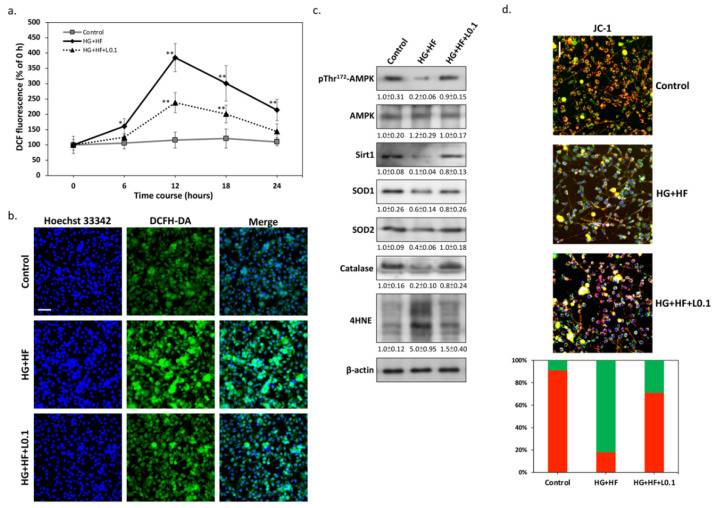 a.
Control
HG+HF
HG+HF+L0.1
DCF fluorescence (% of 0 h)
500
450
400
350
300
250
200
150
100
50
0
*
**
**
**
**
**
0
6
12
18
24
Time course (hours)
b.
Hoechst 33342
DCFH-DA
Merge
Control
HG+HF
HG+HF+L0.1
c.
Control
HG+HF
HG+HF+L0.1
pThr172-AMPK
1.0±0.31 0.2±0.06 0.9±0.15
AMPK
1.0±0.20 1.2±0.29 1.0±0.17
Sirt1
1.0±0.08 0.1±0.04 0.8±0.13
SOD1
1.0±0.26 0.6±0.14 0.8±0.26
SOD2
1.0±0.09 0.4±0.06 1.0±0.18
Catalase
1.0±0.16 0.2±0.10 0.8±0.24
4HNE
1.0±0.12 5.0±0.95 1.5±0.40
β-actin
d.
JC-1
Control
HG+HF
HG+HF+L0.1
100%
80%
60%
40%
20%
0%
Control
HG+HF
HG+HF+L0.1